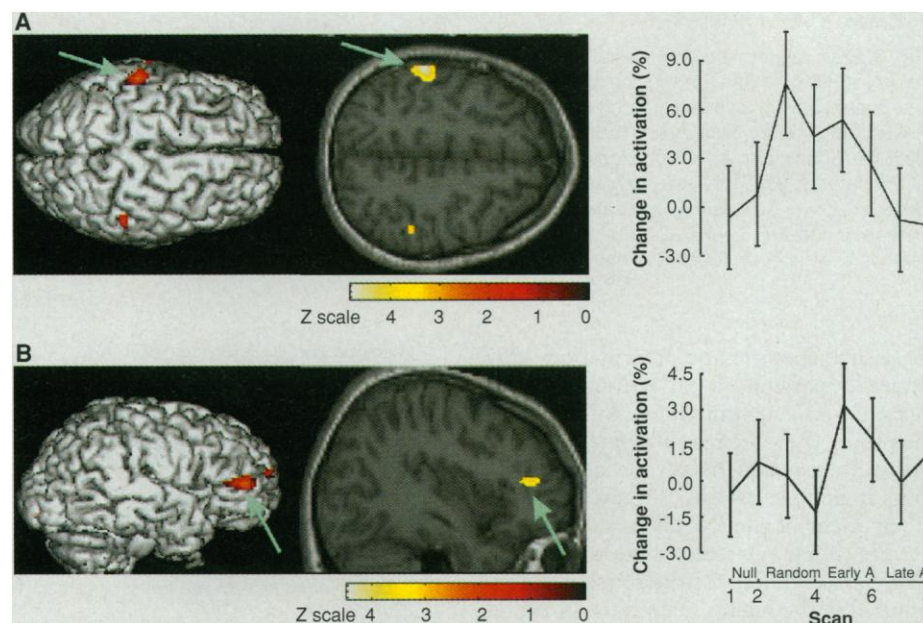 A
Z scale 4 3 2 1 0
Change in activation (%)
9.0
6.0
3.0
0.0
-3.0
B
Z scale 4 3 2 1 0
Change in activation (%)
4.5
3.0
1.5
0.0
-1.5
-3.0
Null Random Early A Late A
1 2 4 6
Scan